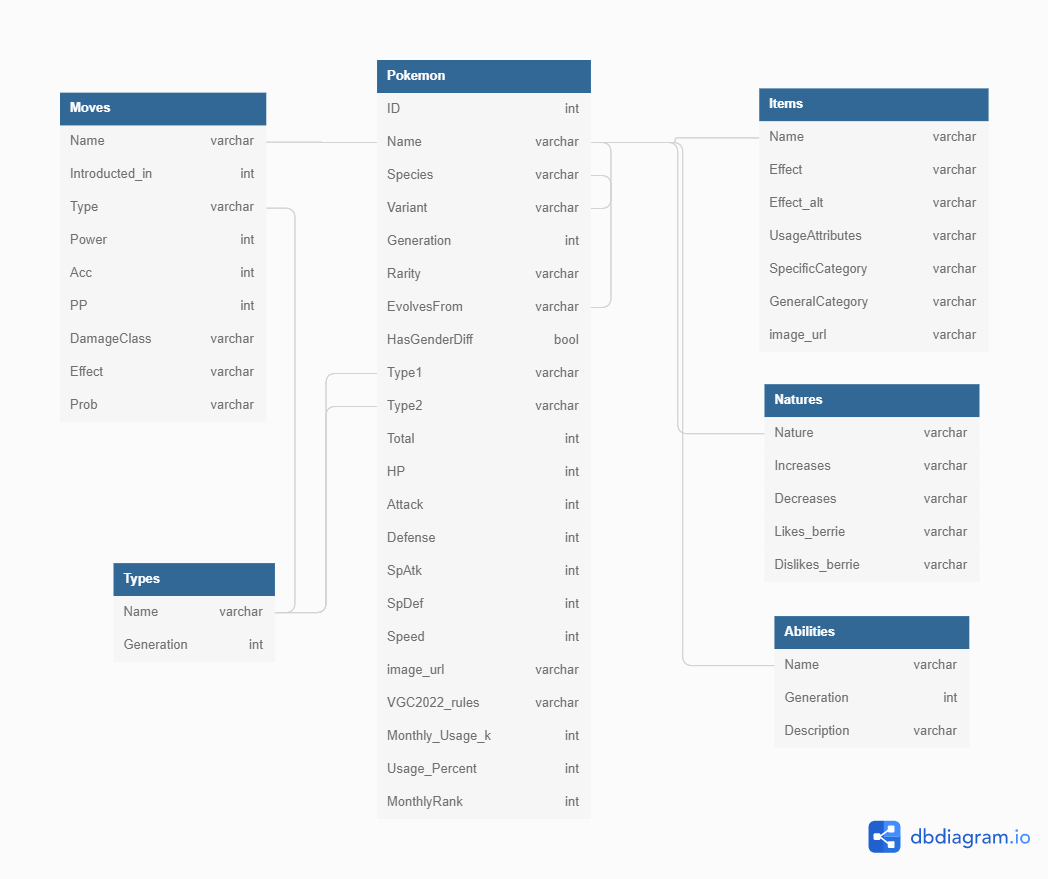 Moves
Name varchar
Introducted_in int
Type varchar
Power int
Acc int
PP int
DamageClass varchar
Effect varchar
Prob varchar
Types
Name varchar
Generation int
Pokemon
ID int
Name varchar
Species varchar
Variant varchar
Generation int
Rarity varchar
EvolvesFrom varchar
HasGenderDiff bool
Type1 varchar
Type2 varchar
Total int
HP int
Attack int
Defense int
SpAtk int
SpDef int
Speed int
image_url varchar
VGC2022_rules varchar
Monthly_Usage_k int
Usage_Percent int
MonthlyRank int
Items
Name varchar
Effect varchar
Effect_alt varchar
UsageAttributes varchar
SpecificCategory varchar
GeneralCategory varchar
image_url varchar
Natures
Nature varchar
Increases varchar
Decreases varchar
Likes_berrie varchar
Dislikes_berrie varchar
Abilities
Name varchar
Generation int
Description varchar
dbdiagram.io